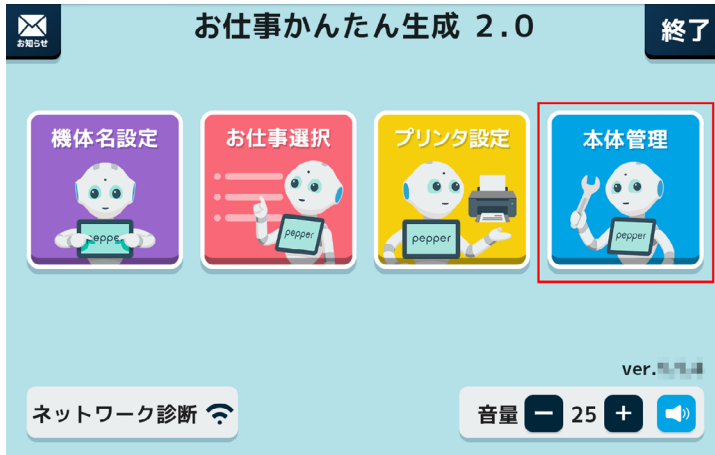 お知らせ
お仕事かんたん生成 2.0
終了
機体名設定
お仕事選択
プリンタ設定
本体管理
peppe
pepper
pepper
pepper
ver.
ネットワーク診断
音量 − 25 +